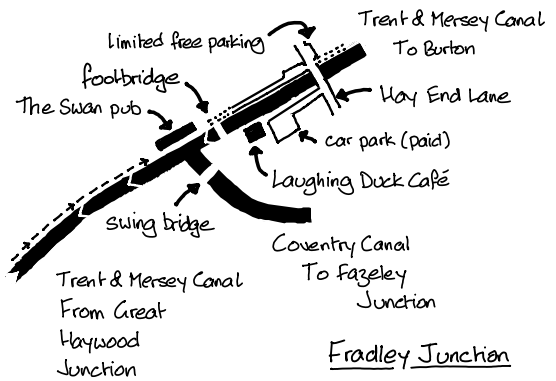 Trent & Mersey Canal
To Burton
limited free parking
footbridge
The Swan pub
Hay End Lane
car park (paid)
Laughing Duck Café
swing bridge
Coventry Canal
To Fazeley
Junction
Trent & Mersey Canal
From Great
Haywood
Junction
Fradley Junction